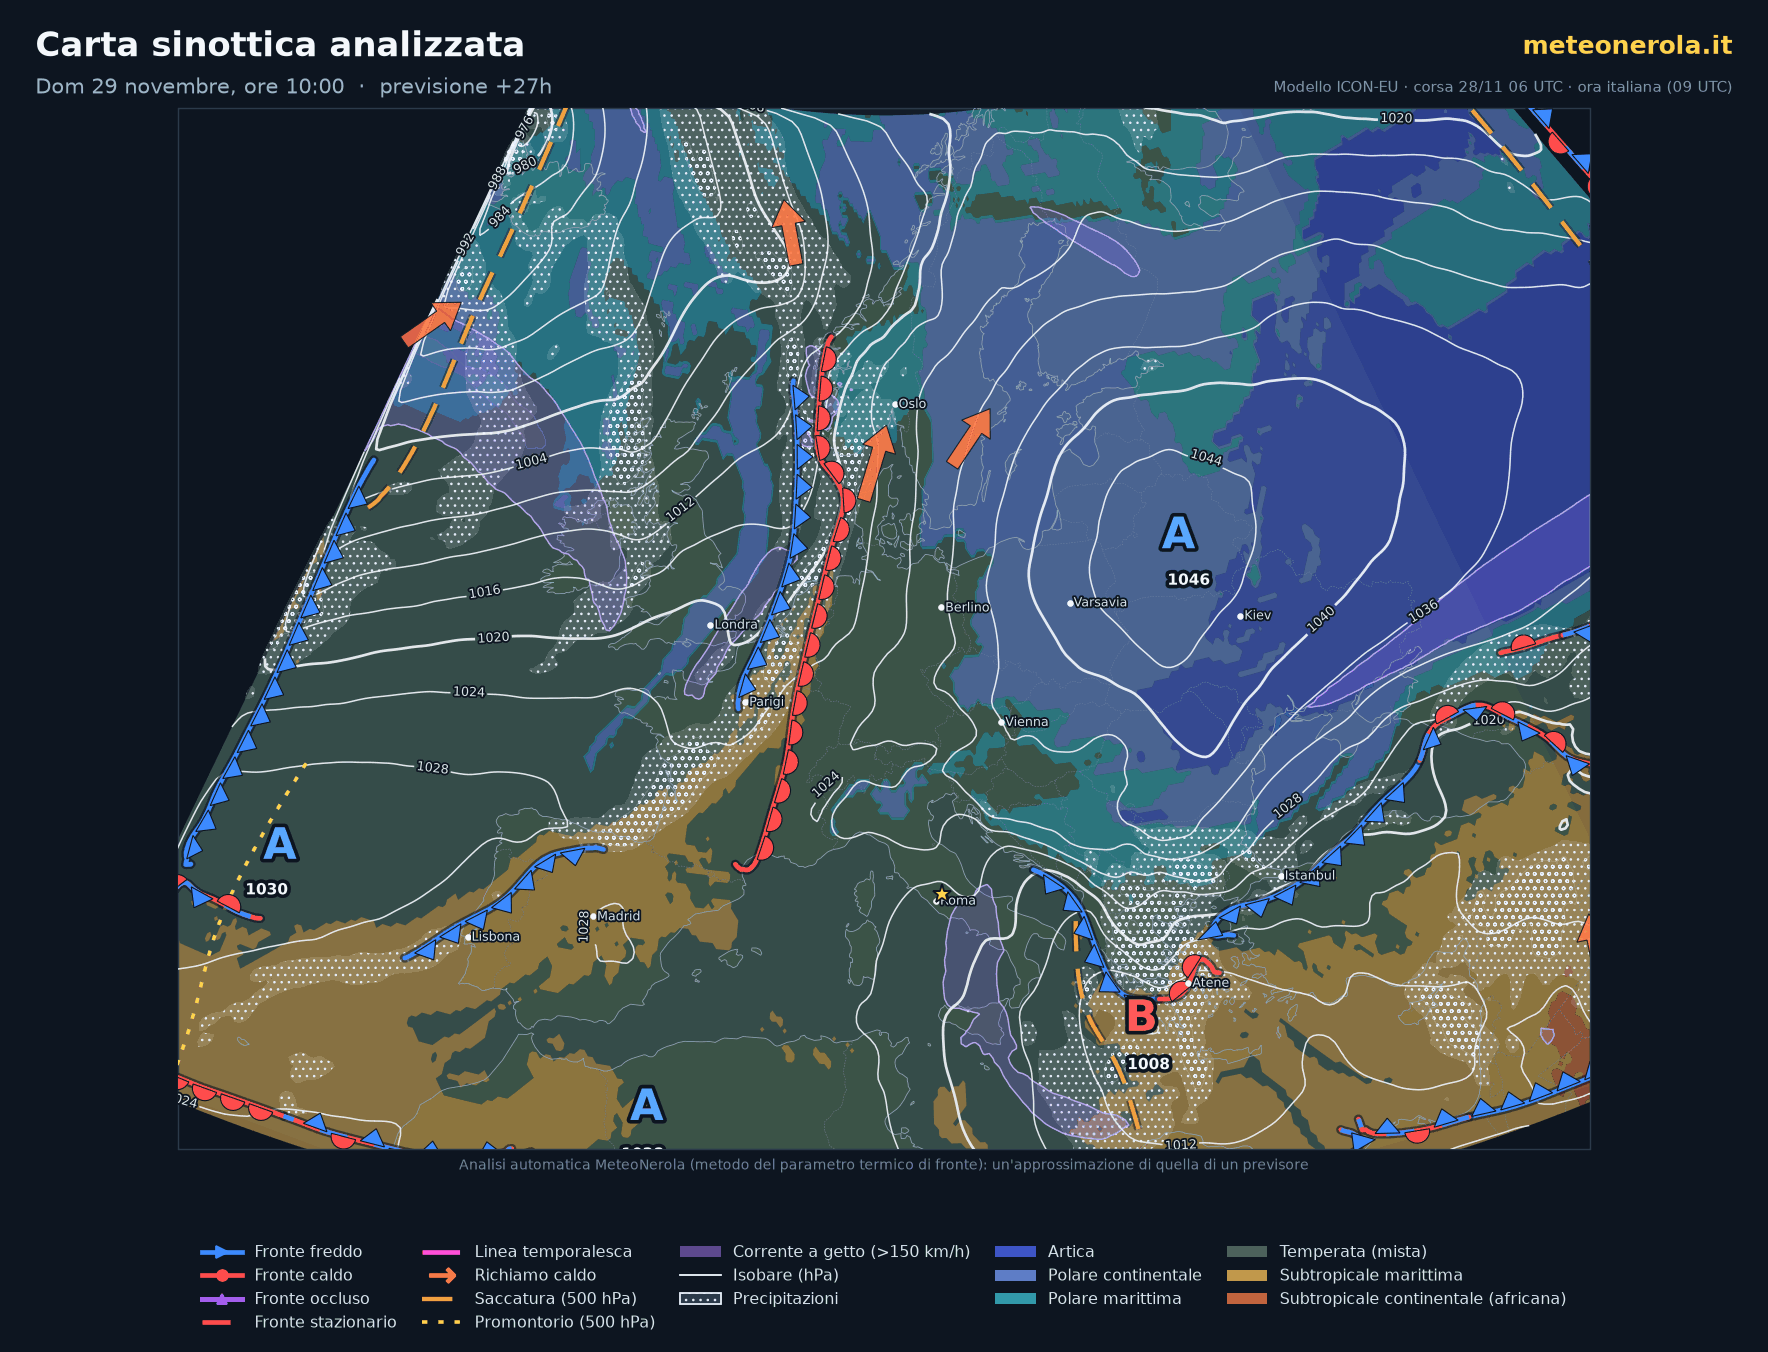 Carta sinottica analizzata
meteonerola.it
Dom 29 novembre, ore 10:00 · previsione +27h
Modello ICON-EU · corsa 28/11 06 UTC · ora italiana (09 UTC)
976
1020
980
988
984
992
Oslo
1004
1044
1012
A
1046
1016
Berlino
Varsavia
1036
Kiev
1040
Londra
1020
1024
Parigi
Vienna
1020
1028
1024
1028
A
1030
Istanbul
Roma
1028
Madrid
Lisbona
Atene
B
1008
024
A
1012
Analisi automatica MeteoNerola (metodo del parametro termico di fronte): un'approssimazione di quella di un previsore
Fronte freddo
Linea temporalesca
Corrente a getto (>150 km/h)
Artica
Temperata (mista)
Fronte caldo
Richiamo caldo
Isobare (hPa)
Polare continentale
Subtropicale marittima
Fronte occluso
Saccatura (500 hPa)
Precipitazioni
Polare marittima
Subtropicale continentale (africana)
Fronte stazionario
Promontorio (500 hPa)